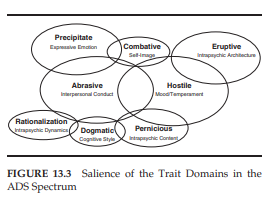 Precipitate
Expressive Emotion
Combative
Self-Image
Eruptive
Intrapsychic Architecture
Abrasive
Interpersonal Conduct
Hostile
Mood/Temperament
Rationalization
Intrapsychic Dynamics
Dogmatic
Cognitive Style
Pernicious
Intrapsychic Content
FIGURE 13.3 Salience of the Trait Domains in the
ADS Spectrum